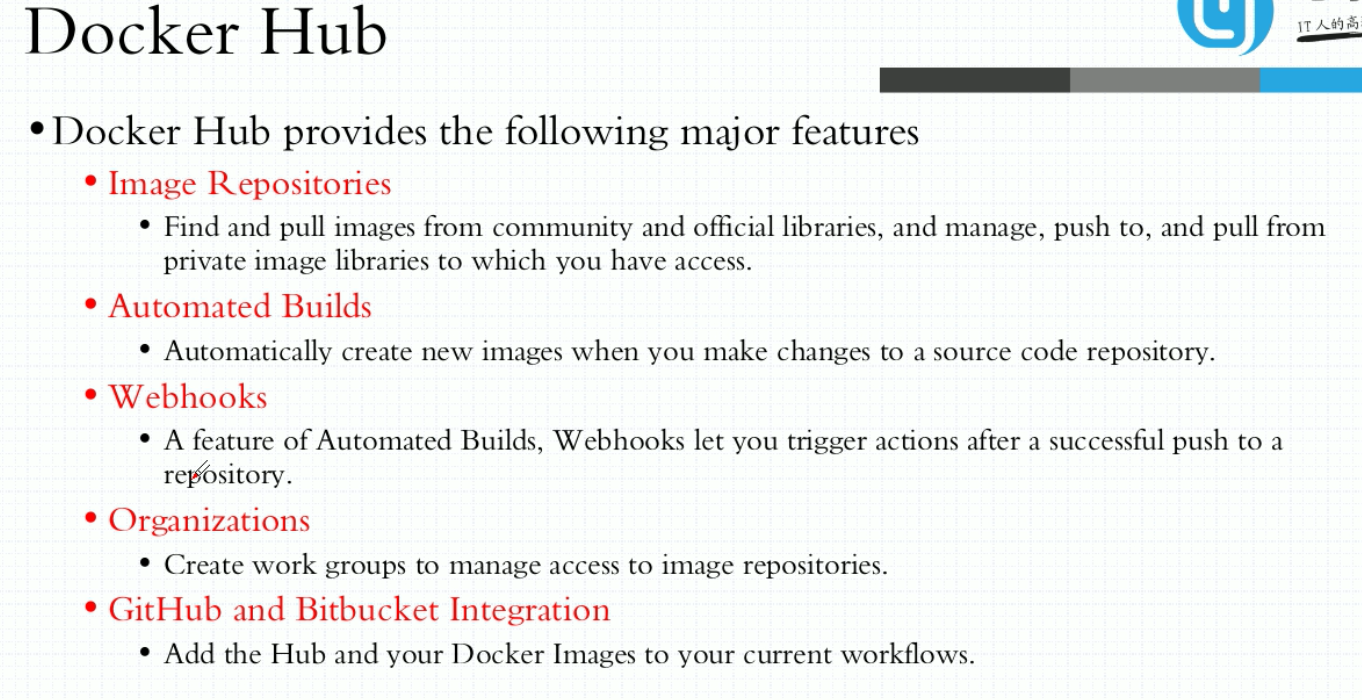 Docker Hub
IT人的高
•Docker Hub provides the following major features
• Image Repositories
• Find and pull images from community and official libraries, and manage, push to, and pull from
private image libraries to which you have access.
• Automated Builds
• Automatically create new images when you make changes to a source code repository.
• Webhooks
• A feature of Automated Builds, Webhooks let you trigger actions after a successful push to a
repository.
• Organizations
• Create work groups to manage access to image repositories.
• GitHub and Bitbucket Integration
• Add the Hub and your Docker Images to your current workflows.